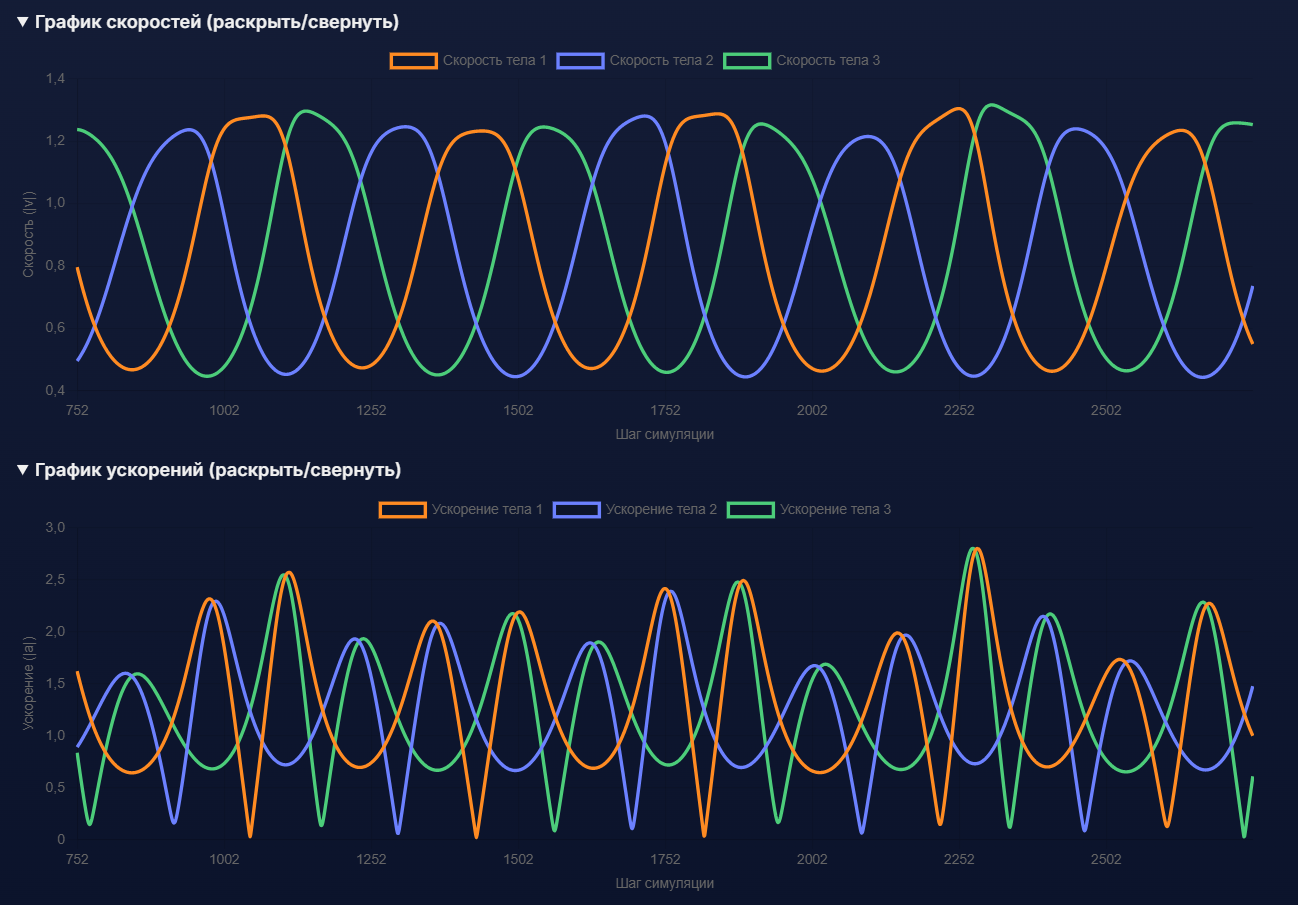 ▼ График скоростей (раскрыть/свернуть)
Скорость тела 1 Скорость тела 2 Скорость тела 3
1,4
1,2
1,0
0,8
0,6
0,4
Скорость (|v|)
752 1002 1252 1502 1752 2002 2252 2502
Шаг симуляции
▼ График ускорений (раскрыть/свернуть)
Ускорение тела 1 Ускорение тела 2 Ускорение тела 3
3,0
2,5
2,0
1,5
1,0
0,5
0
Ускорение (|a|)
752 1002 1252 1502 1752 2002 2252 2502
Шаг симуляции